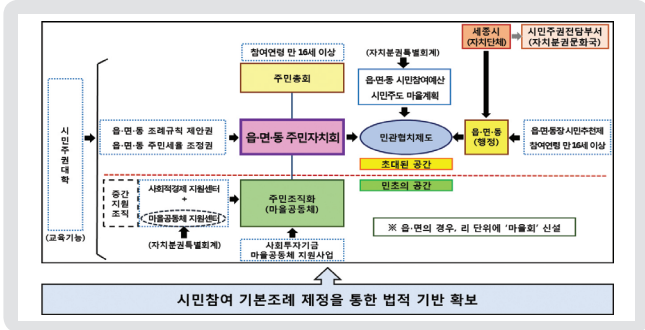 참여연령 만 16세 이상
주민총회
(자치분권특별회계)
세종시
(자치단체)
시민주권전담부서
(자치분권문화국)
읍·면·동 시민참여예산
시민주도 마을계획
시민주권대학
(교육기능)
읍·면·동 조례규칙 제안권
읍·면·동 주민세율 조정권
읍·면·동 주민자치회
민관협치제도
읍·면·동
(행정)
읍·면·동장 시민추천제
참여연령 만 16세 이상
초대된 공간
민초의 공간
중간
지원
조직
사회적경제 지원센터
+
마을공동체 지원센터
(자치분권특별회계)
주민조직화
(마을공동체)
사회투자기금
마을공동체 지원사업
※ 읍·면의 경우, 리 단위에 '마을회' 신설
시민참여 기본조례 제정을 통한 법적 기반 확보